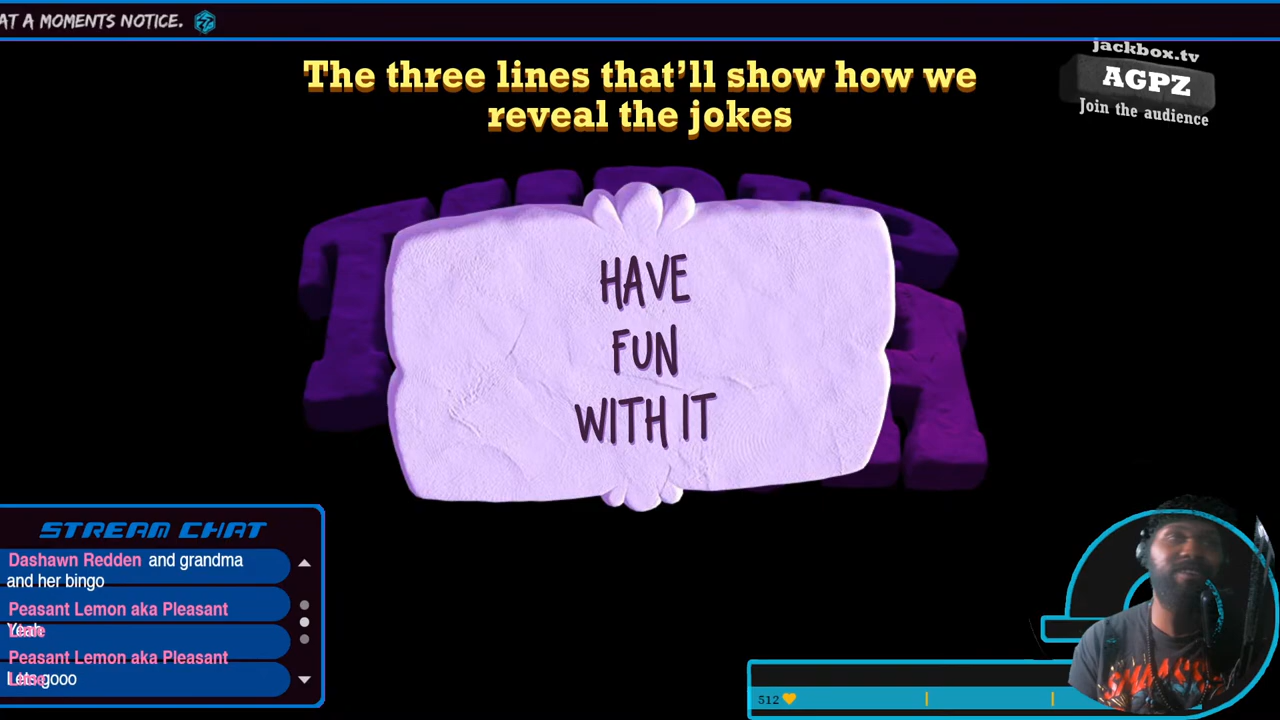 AT A MOMENTS NOTICE.
jackbox.tv
AGPZ
Join the audience
The three lines that'll show how we
reveal the jokes
HAVE
FUN
WITH IT
STREAM CHAT
Dashawn Redden and grandma
and her bingo
Peasant Lemon aka Pleasant
Yeah
Peasant Lemon aka Pleasant
gooo
512